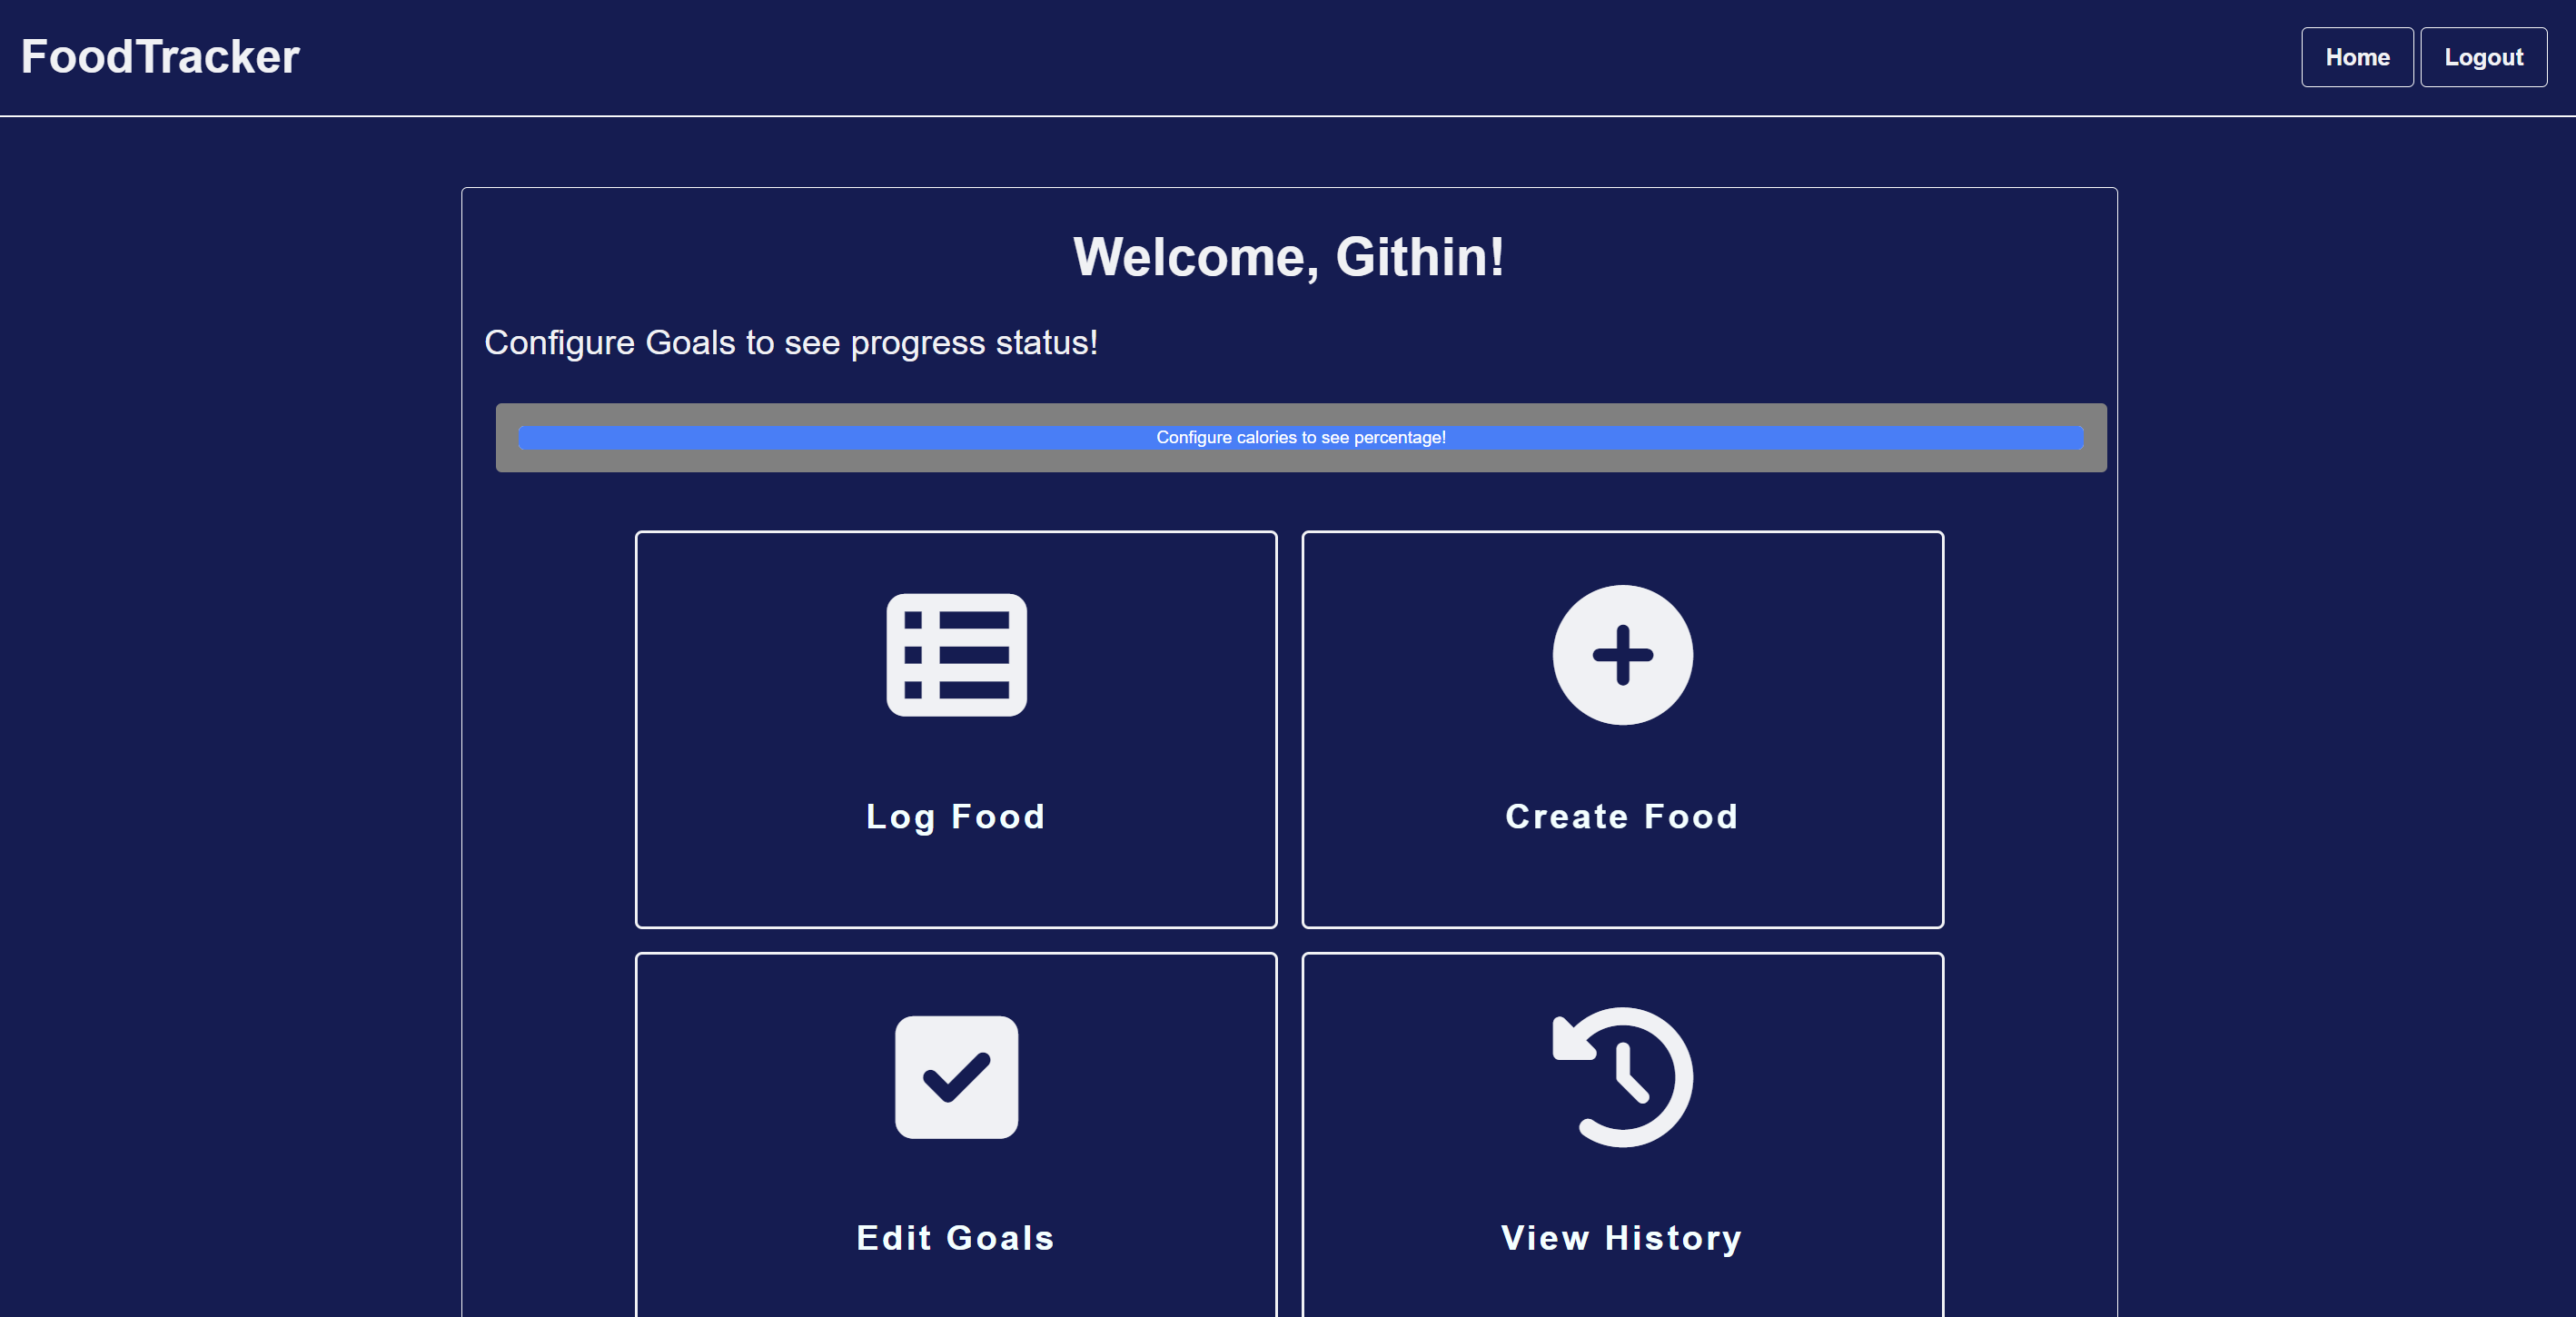 FoodTracker
Home
Logout
Welcome, Githin!
Configure Goals to see progress status!
Configure calories to see percentage!
Log Food
Create Food
Edit Goals
View History